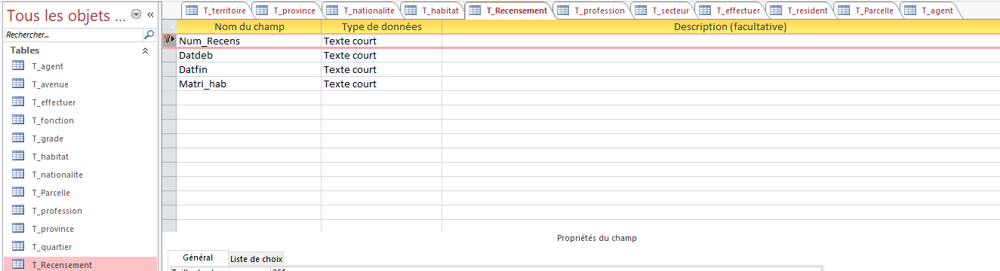 Tous les objets ...
«
Rechercher...
Tables
T_agent
T_avenue
T_effectuer
T_fonction
T_grade
T_habitat
T_nationalite
T_Parcelle
T_profession
T_province
T_quartier
T_Recensement
T_territoire T_province T_nationalite T_habitat T_Recensement T_profession T_secteur T_effectuer T_resident T_Parcelle T_agent
Nom du champ Type de données Description (facultative)
Num_Recens Texte court
Datdeb Texte court
Datfin Texte court
Matri_hab Texte court
Propriétés du champ
Général Liste de choix